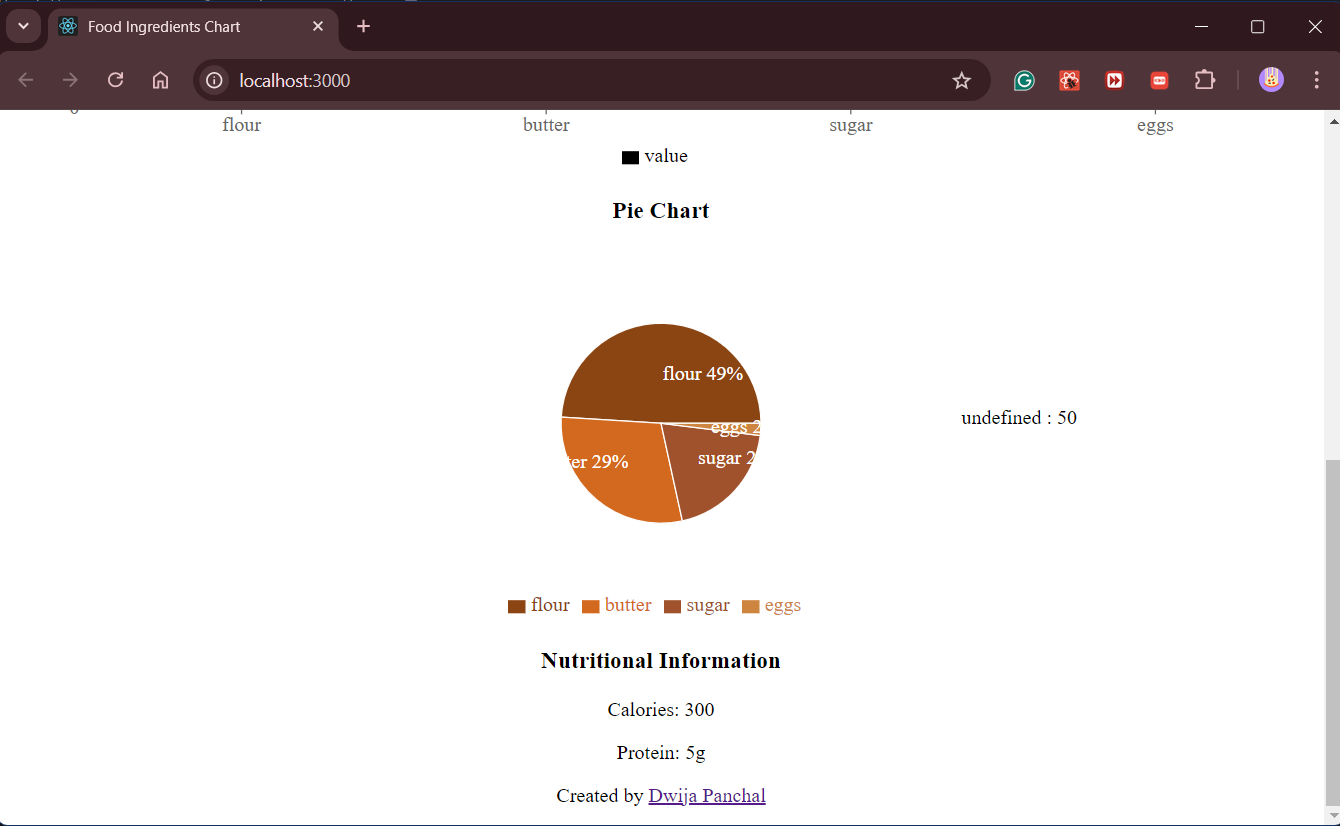 Food Ingredients Chart
localhost:3000
0
flour butter sugar eggs
value
Pie Chart
flour 49%
eggs 2
ter 29%
sugar 2
undefined : 50
flour butter sugar eggs
Nutritional Information
Calories: 300
Protein: 5g
Created by Dwija Panchal